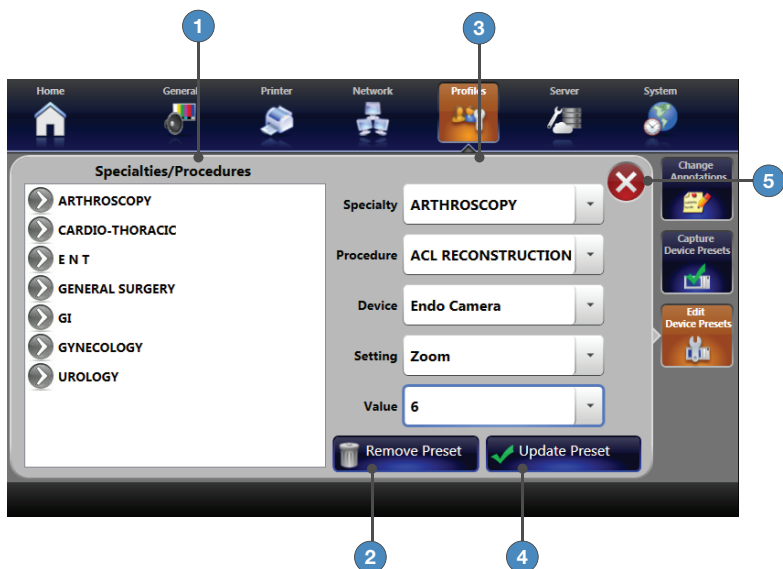 1
3
Home
General
Printer
Network
Profiles
Server
System
Specialties/Procedures
ARTHROSCOPY
CARDIO-THORACIC
E N T
GENERAL SURGERY
GI
GYNECOLOGY
UROLOGY
Specialty
ARTHROSCOPY
Procedure
ACL RECONSTRUCTION
Device
Endo Camera
Setting
Zoom
Value
6
Remove Preset
Update Preset
5
Change
Annotations
Capture
Device Presets
Edit
Device Presets
2
4